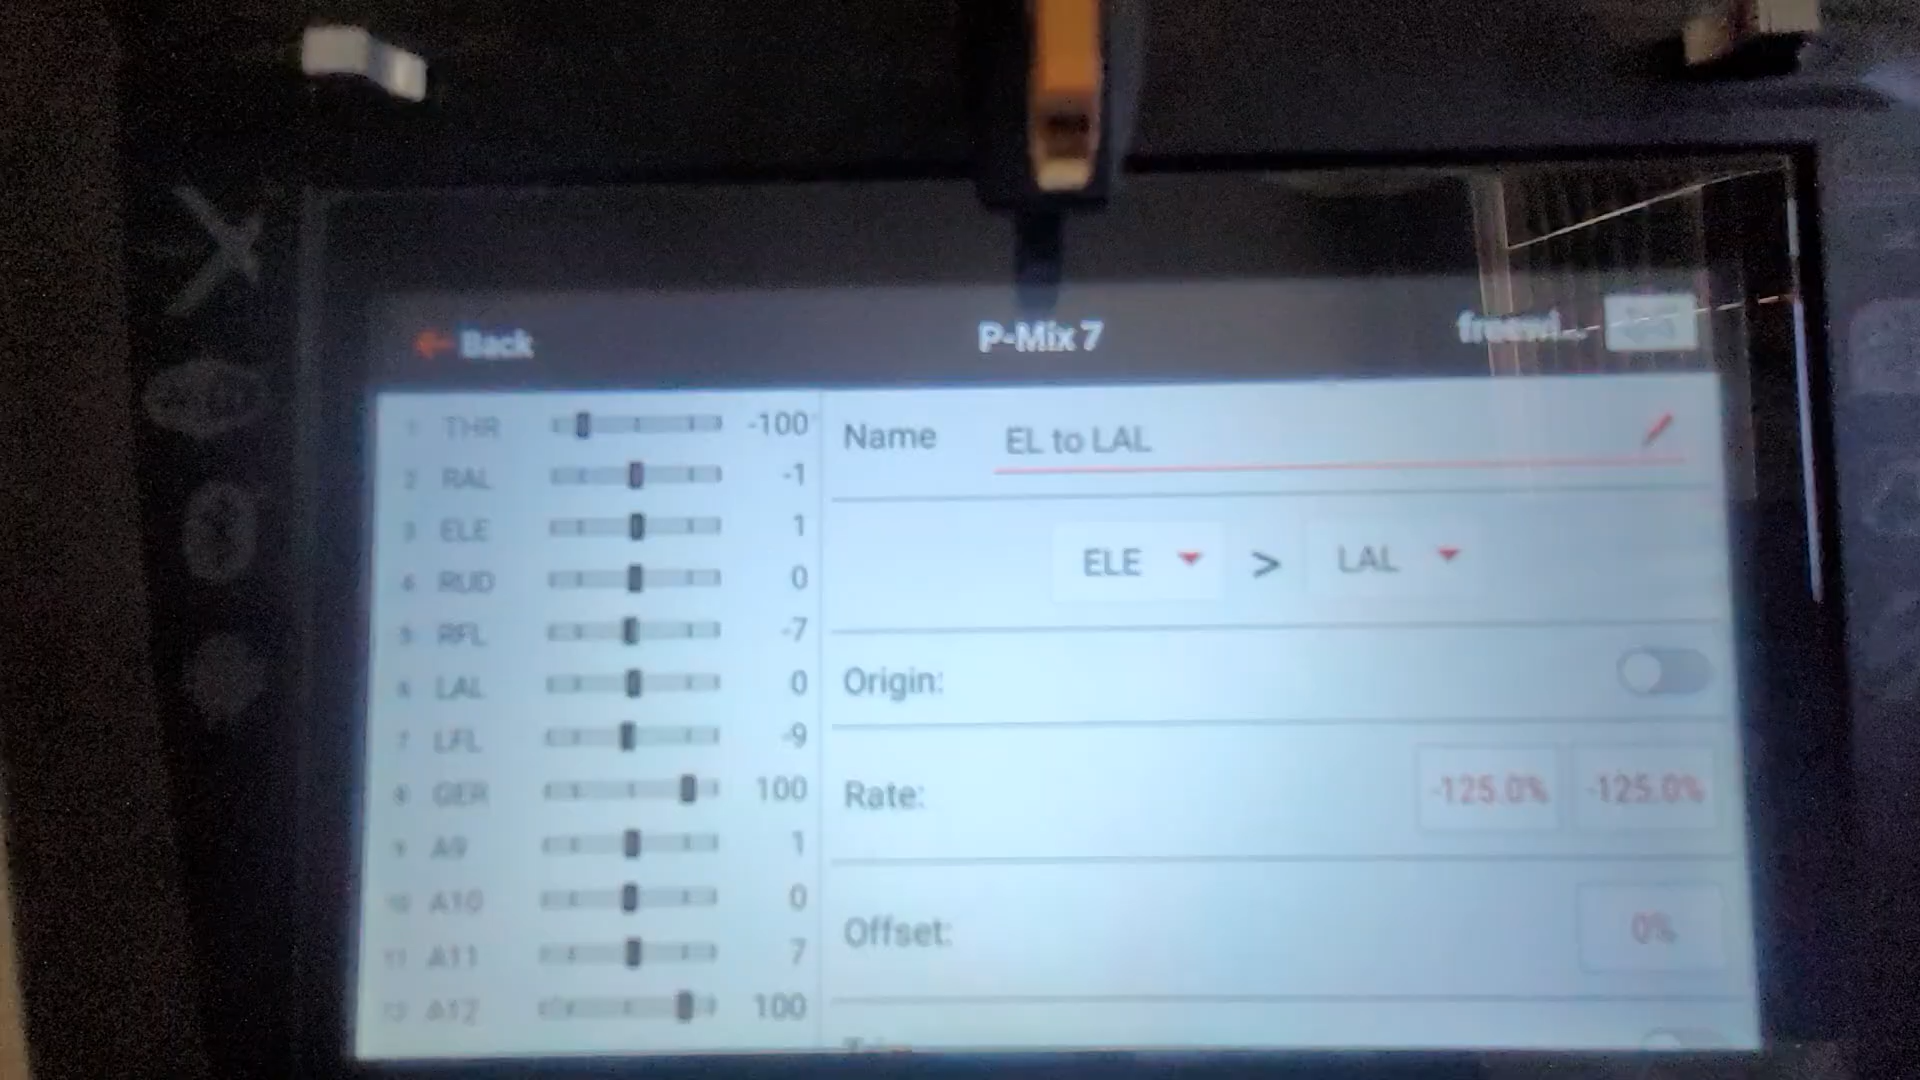 Back
P-Mix 7
freewi...
1 THR -100
2 RAL -1
3 ELE 1
4 RUD 0
5 RFL -7
6 LAL 0
7 LFL -9
8 GER 100
9 A9 1
10 A10 0
11 A11 7
12 A12 100
Name EL to LAL
ELE > LAL
Origin:
Rate: -125.0% -125.0%
Offset: 0%